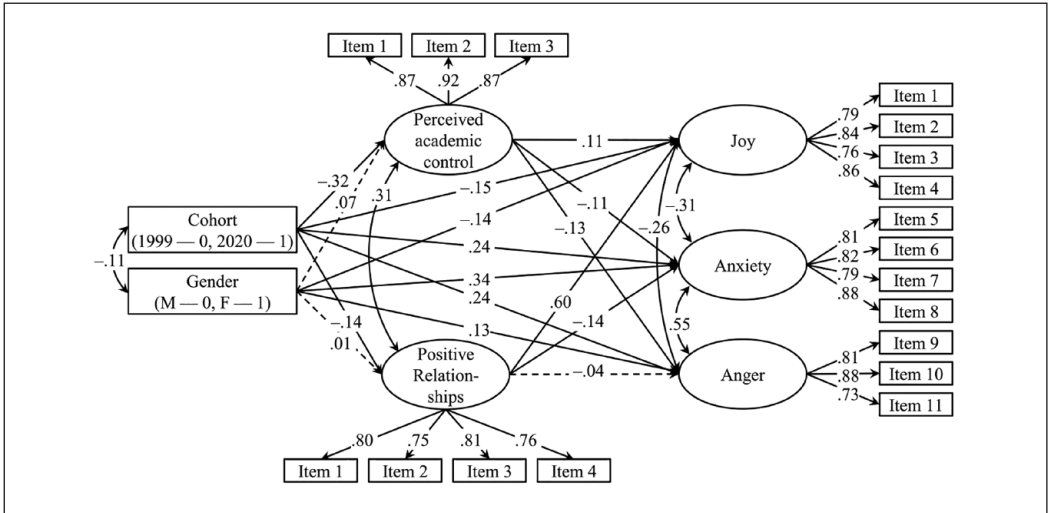 Item 1 Item 2 Item 3
.87 .92 .87
Perceived
academic
control
Joy
.79 Item 1
.84 Item 2
.76 Item 3
.86 Item 4
.11
–.32
.07
.31
–.15
–.14
–.11
–.13
–.31
–.26
Cohort
(1999 — 0, 2020 — 1)
–.11
Gender
(M — 0, F — 1)
.24
.34
.24
.13
Anxiety
.81 Item 5
.82 Item 6
.79 Item 7
.88 Item 8
–.14
.01
.60
–.14
.55
–.04
Positive
Relation-
ships
Anger
.81 Item 9
.88 Item 10
.73 Item 11
.80 .75 .81 .76
Item 1 Item 2 Item 3 Item 4